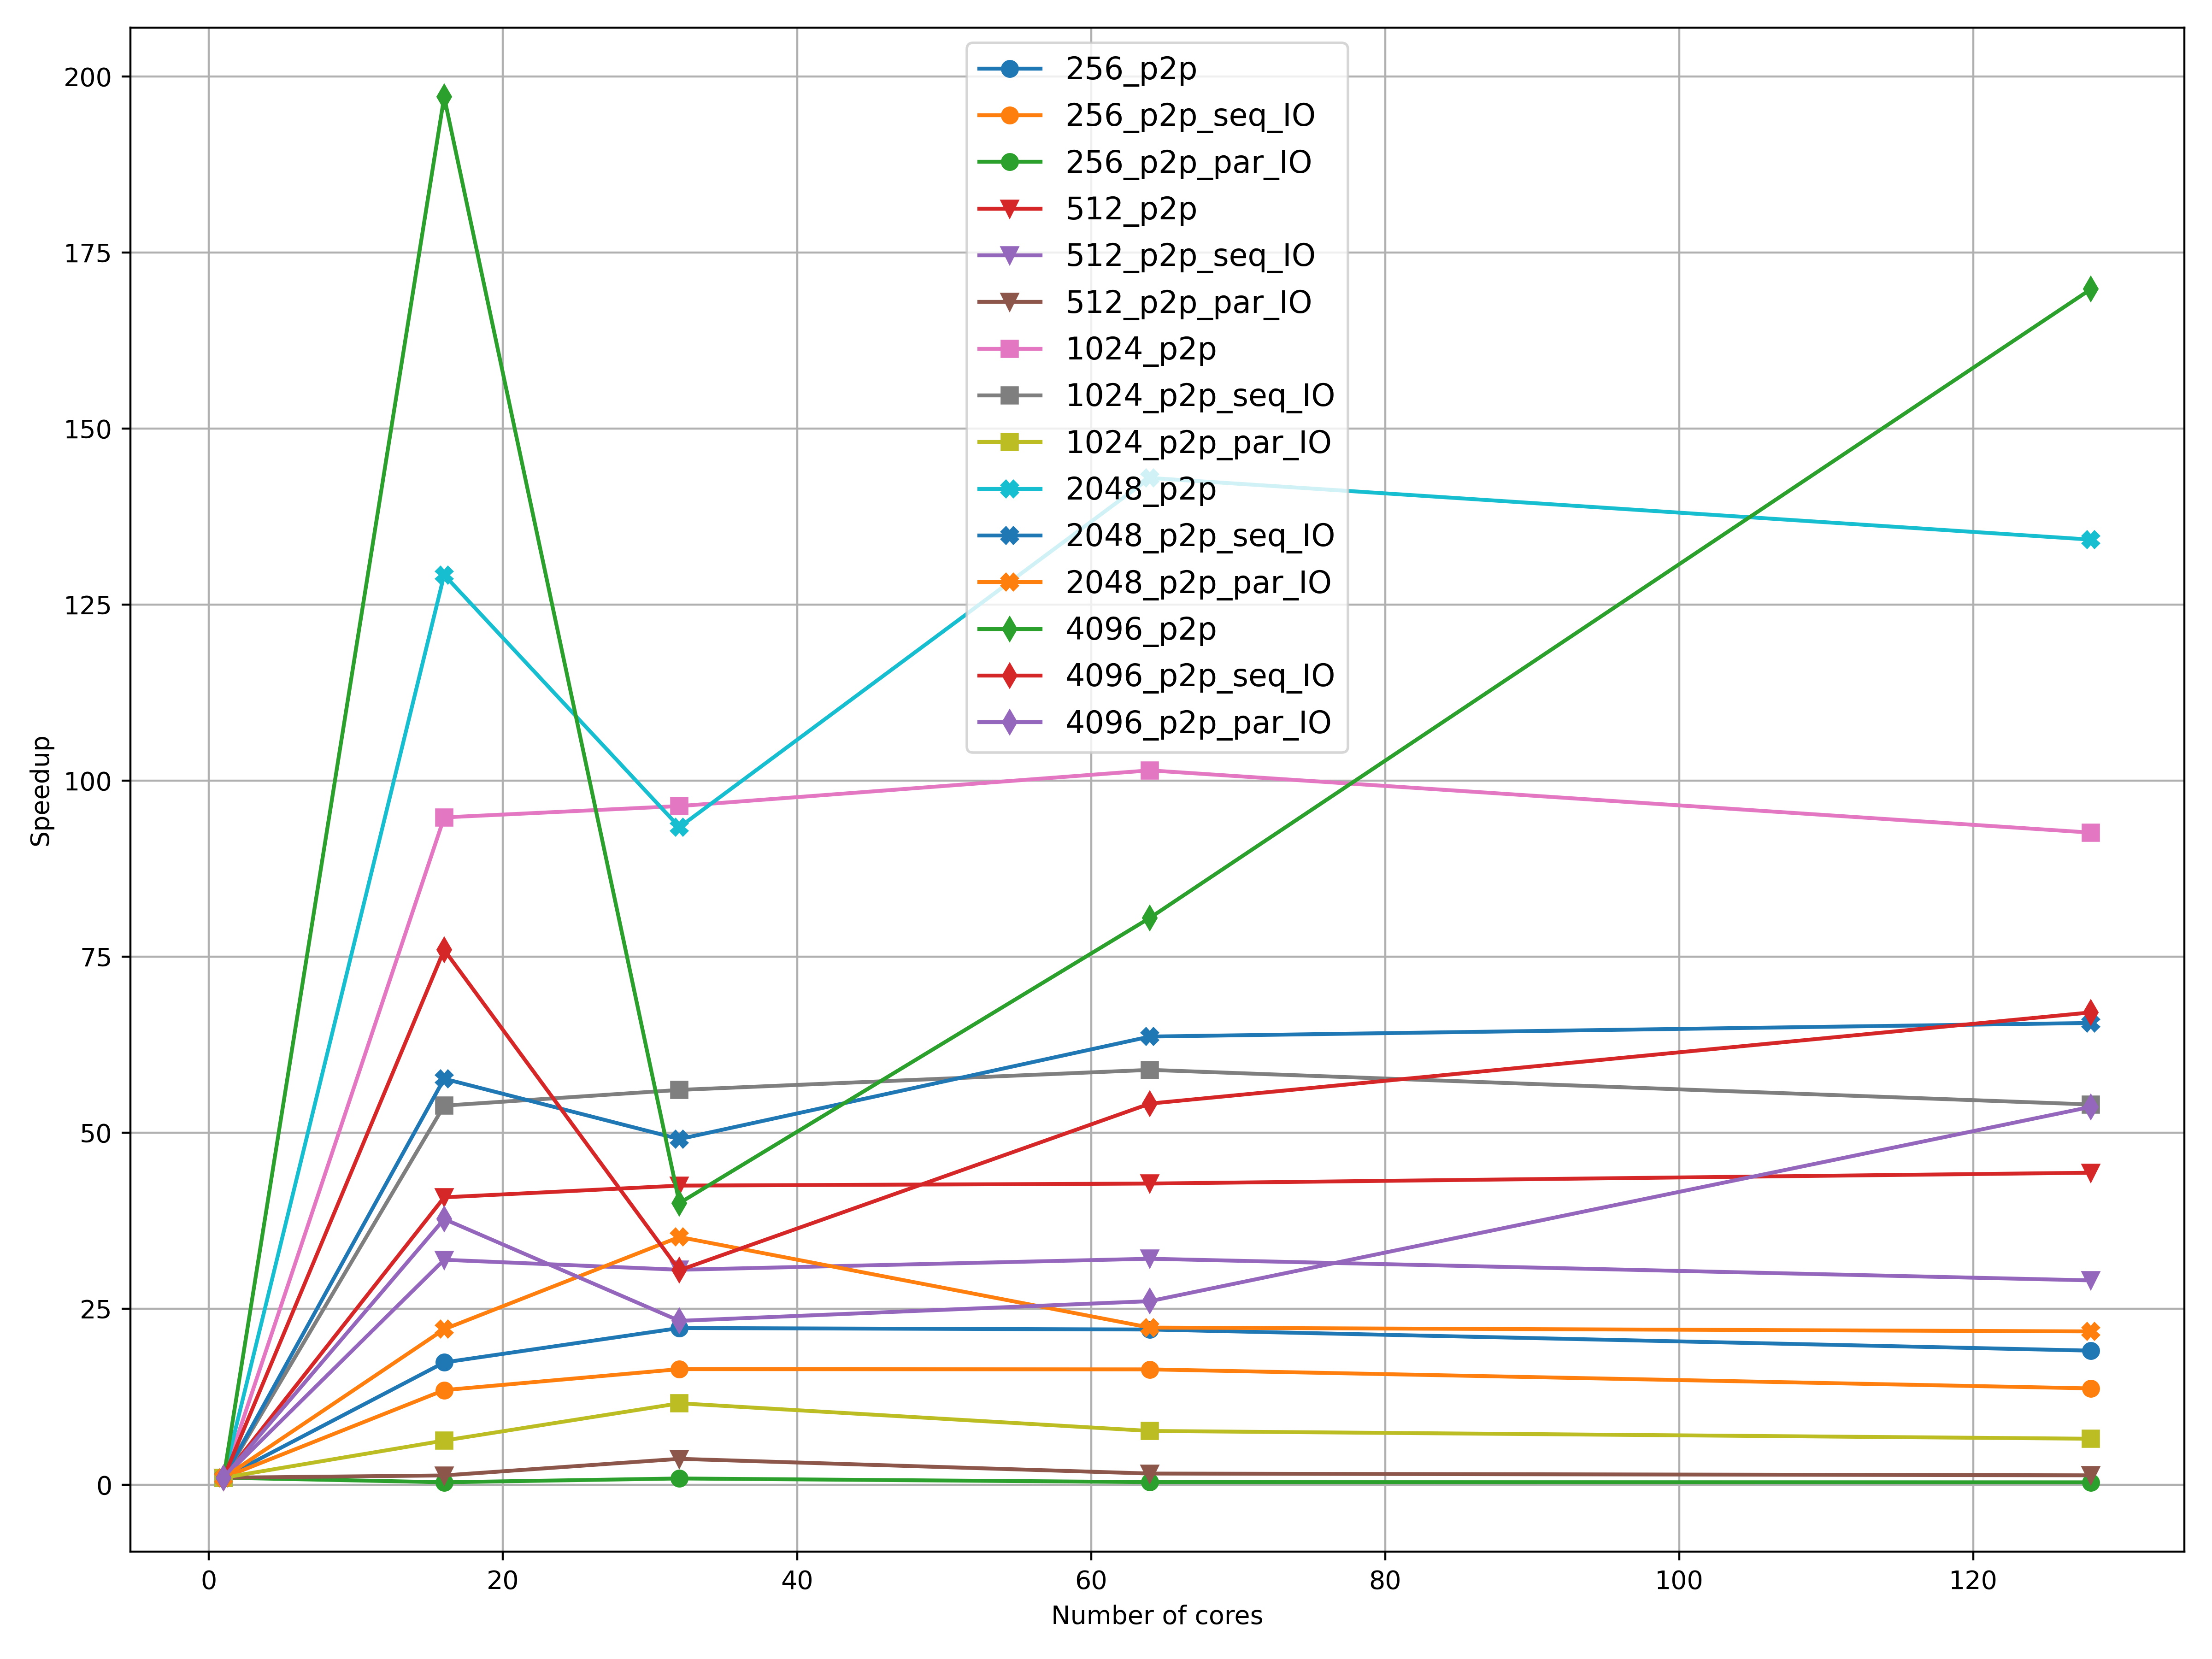 200
175
150
125
100
75
50
25
0
Speedup
256_p2p
256_p2p_seq_IO
256_p2p_par_IO
512_p2p
512_p2p_seq_IO
512_p2p_par_IO
1024_p2p
1024_p2p_seq_IO
1024_p2p_par_IO
2048_p2p
2048_p2p_seq_IO
2048_p2p_par_IO
4096_p2p
4096_p2p_seq_IO
4096_p2p_par_IO
0 20 40 60 80 100 120
Number of cores